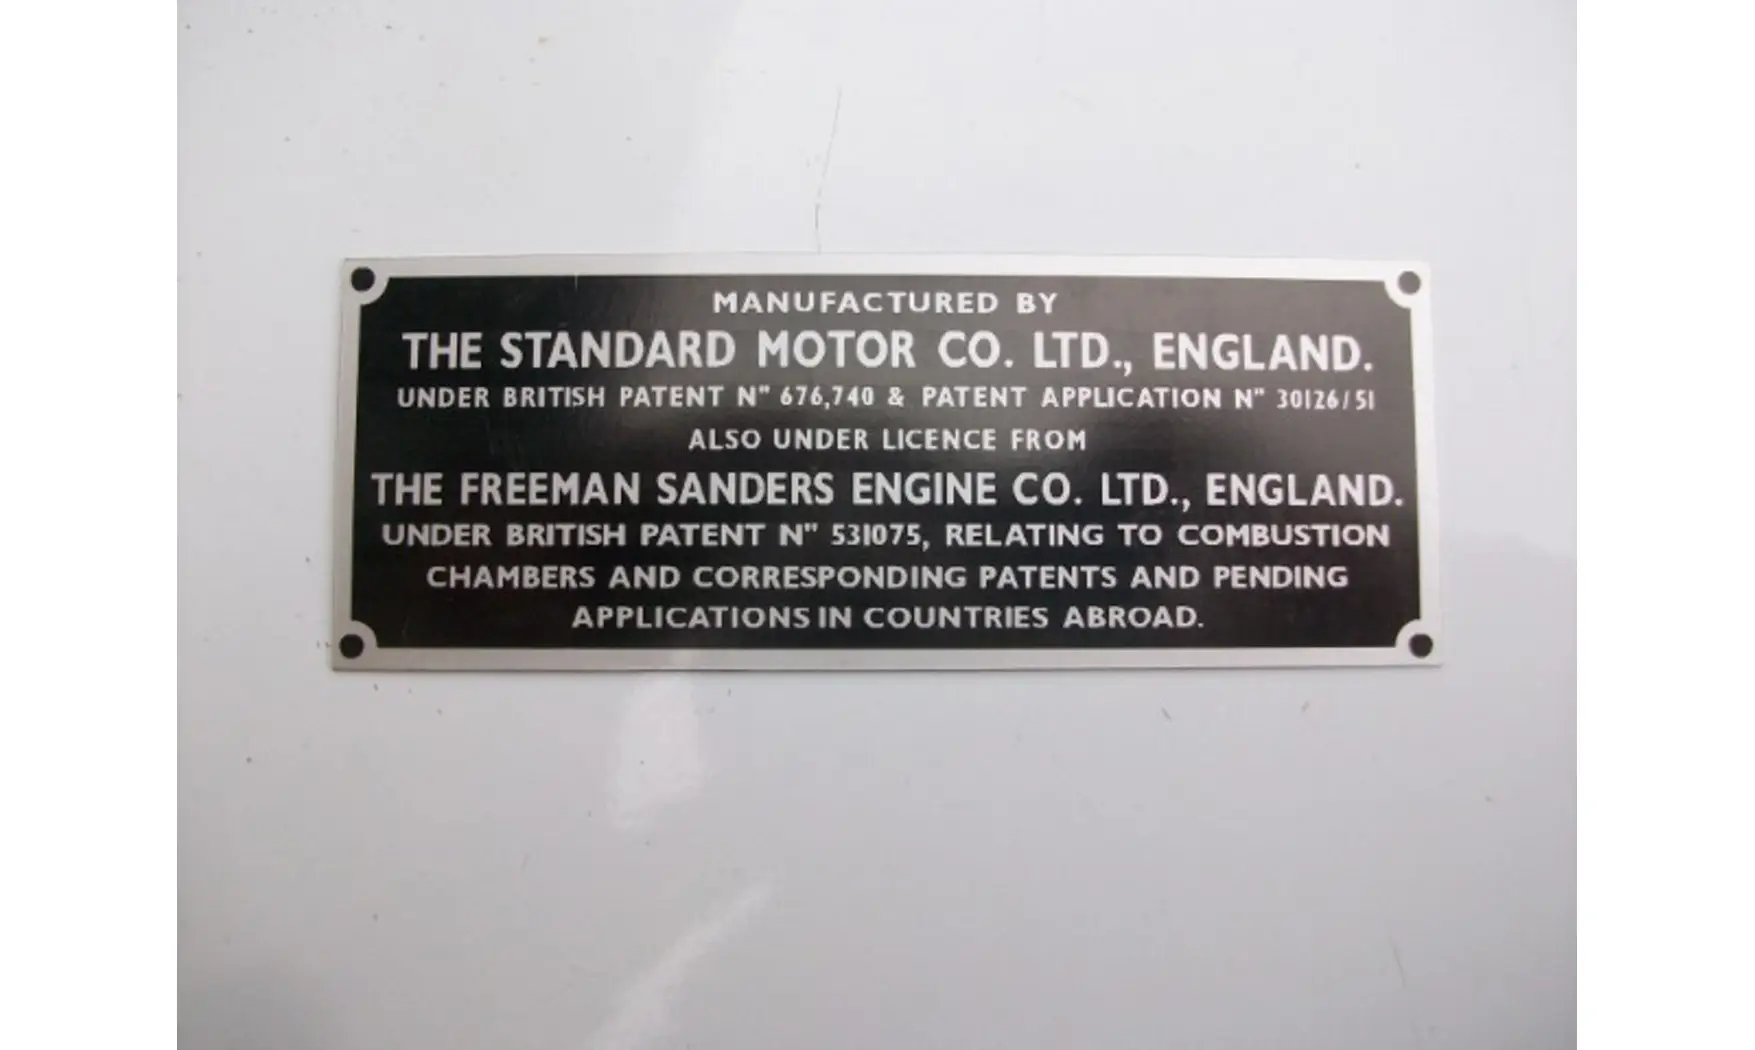 MANUFACTURED BY
THE STANDARD MOTOR CO. LTD., ENGLAND.
UNDER BRITISH PATENT N" 676,740 & PATENT APPLICATION N" 30126/51
ALSO UNDER LICENCE FROM
THE FREEMAN SANDERS ENGINE CO. LTD., ENGLAND.
UNDER BRITISH PATENT N" 531075, RELATING TO COMBUSTION
CHAMBERS AND CORRESPONDING PATENTS AND PENDING
APPLICATIONS IN COUNTRIES ABROAD.